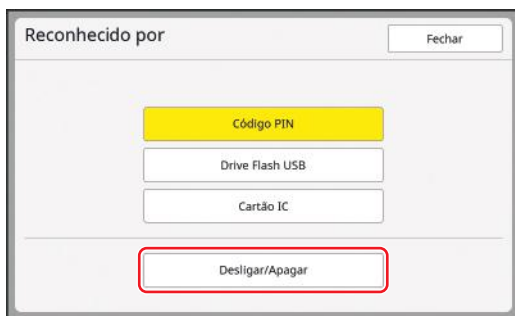 Reconhecido por
Fechar
Código PIN
Drive Flash USB
Cartão IC
Desligar/Apagar